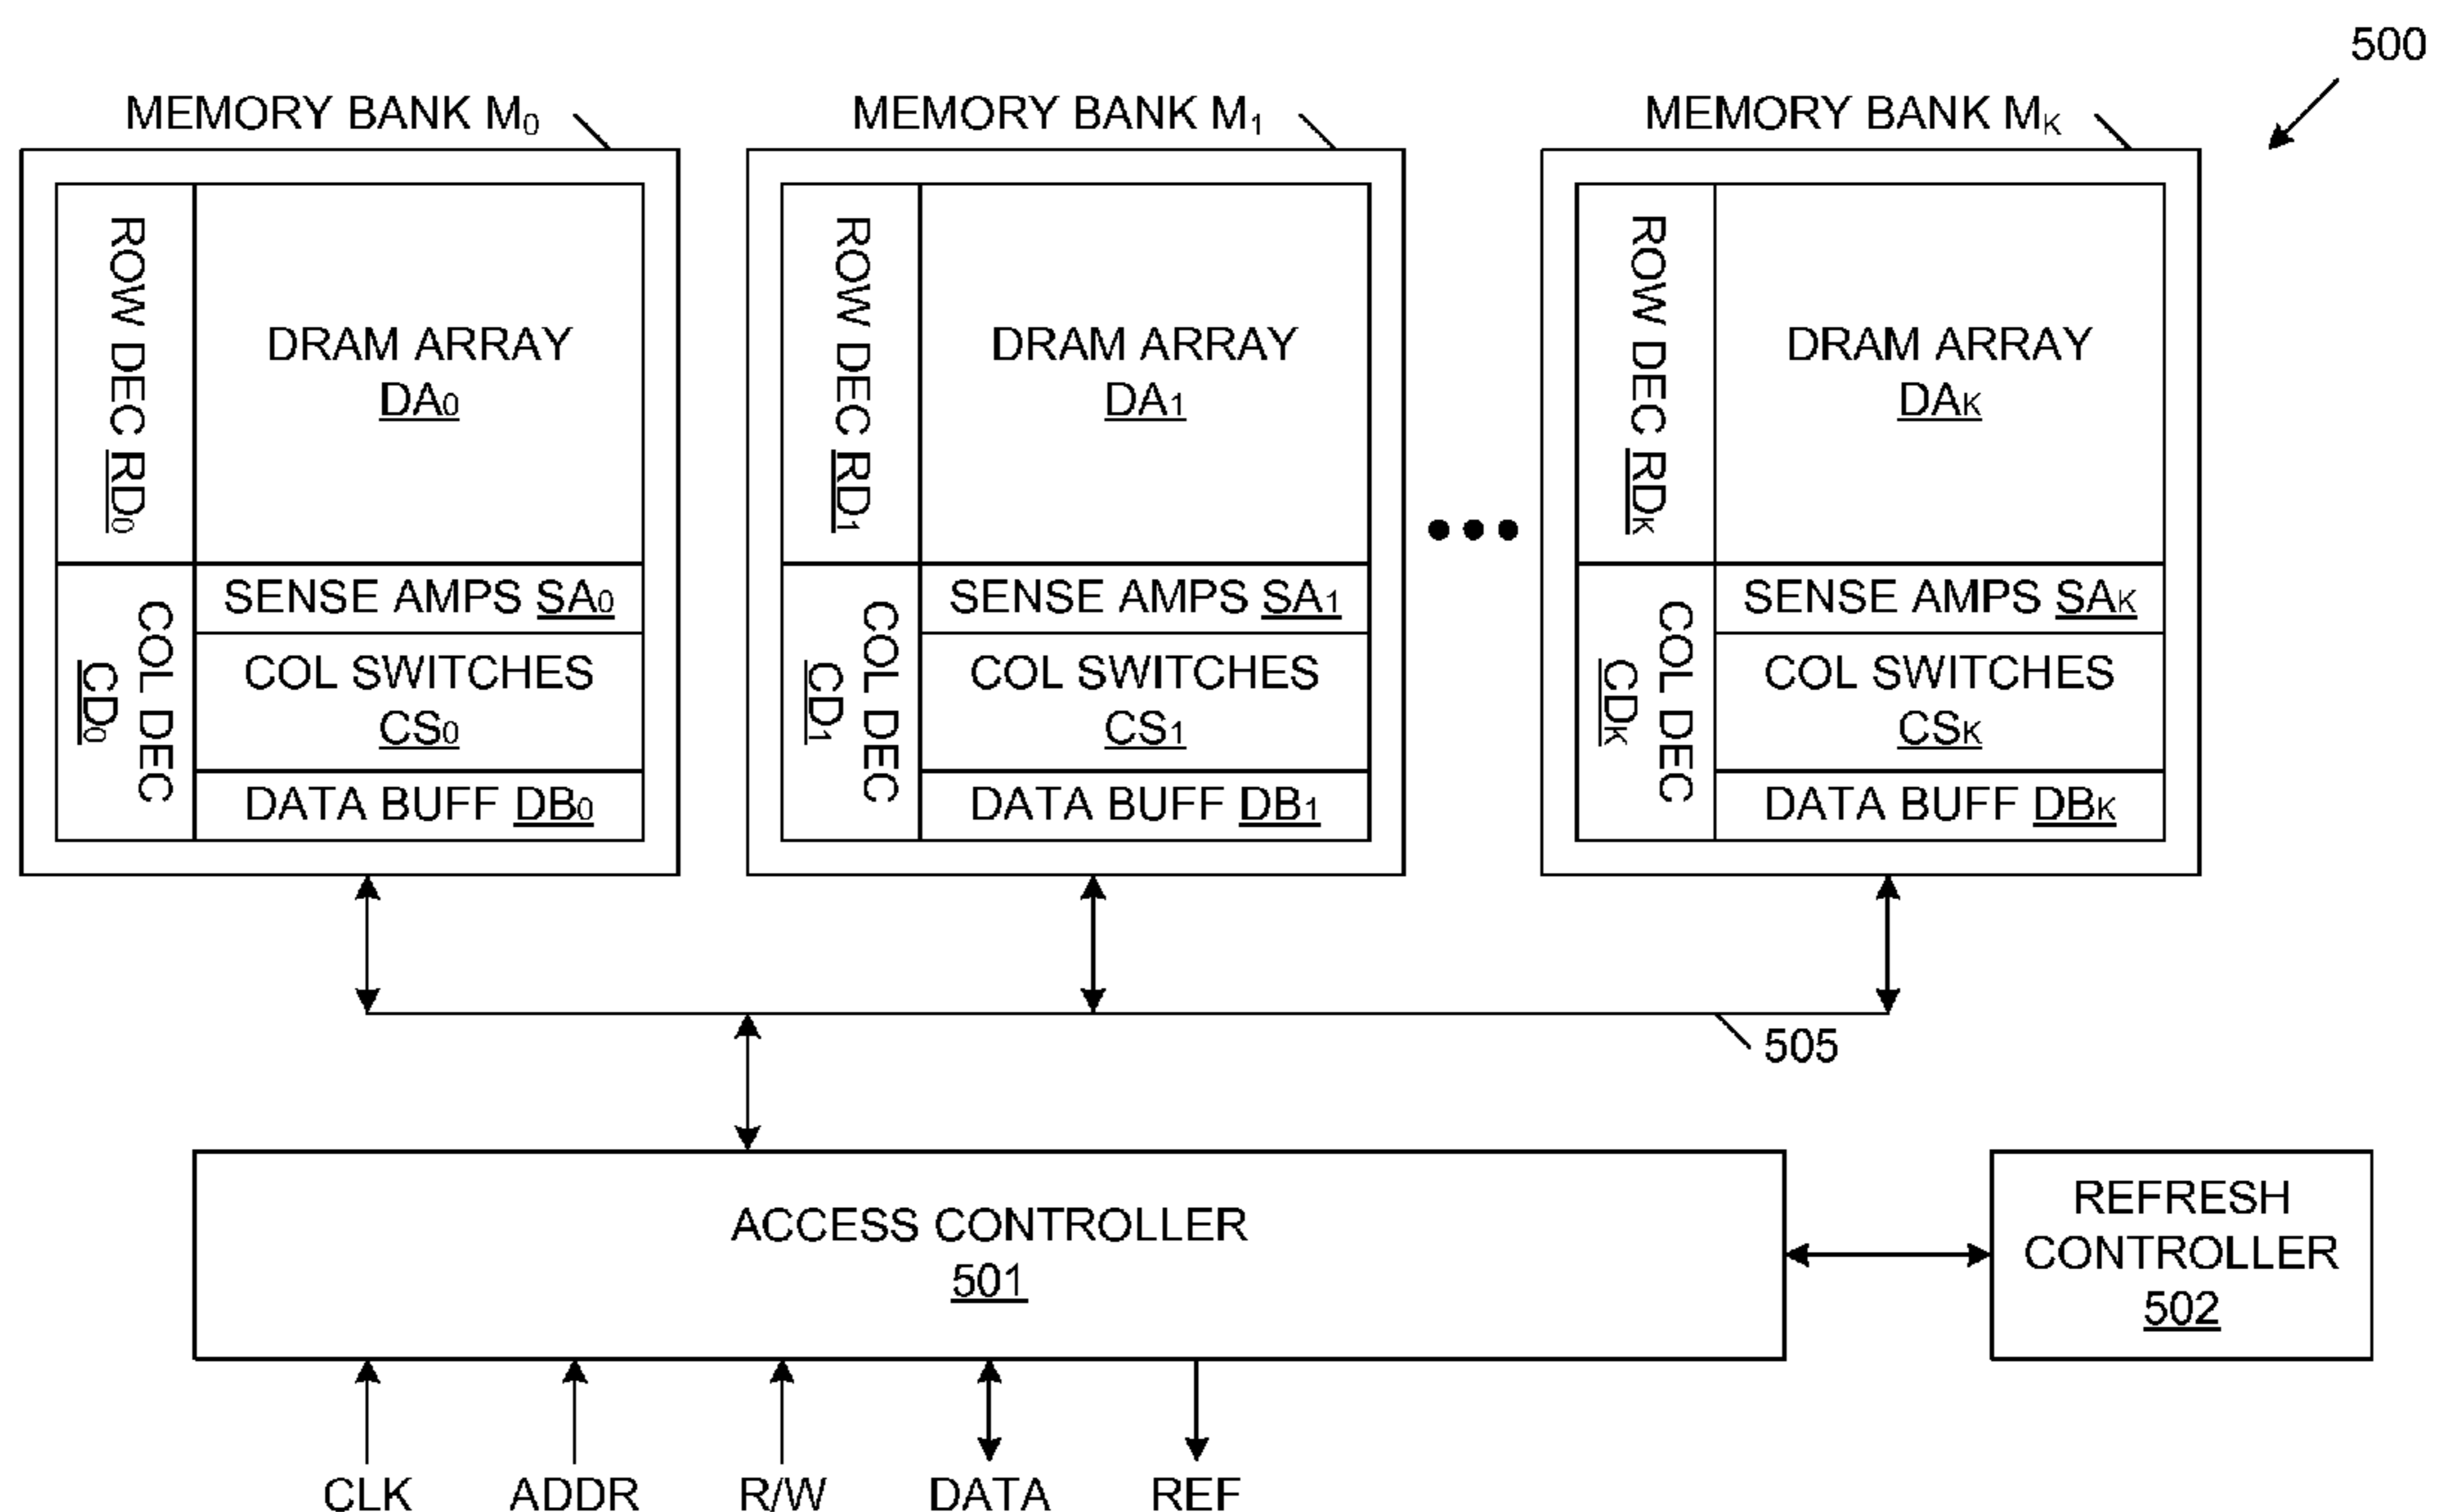 500
MEMORY BANK M0
MEMORY BANK M1
MEMORY BANK MK
ROW DEC RD0
DRAM ARRAY
DA0
COL DEC
CD0
SENSE AMPS SA0
COL SWITCHES
CS0
DATA BUFF DB0
ROW DEC RD1
DRAM ARRAY
DA1
COL DEC
CD1
SENSE AMPS SA1
COL SWITCHES
CS1
DATA BUFF DB1
ROW DEC RDK
DRAM ARRAY
DAK
COL DEC
CDK
SENSE AMPS SAK
COL SWITCHES
CSK
DATA BUFF DBK
505
ACCESS CONTROLLER
501
REFRESH
CONTROLLER
502
CLK
ADDR
R/W
DATA
REF